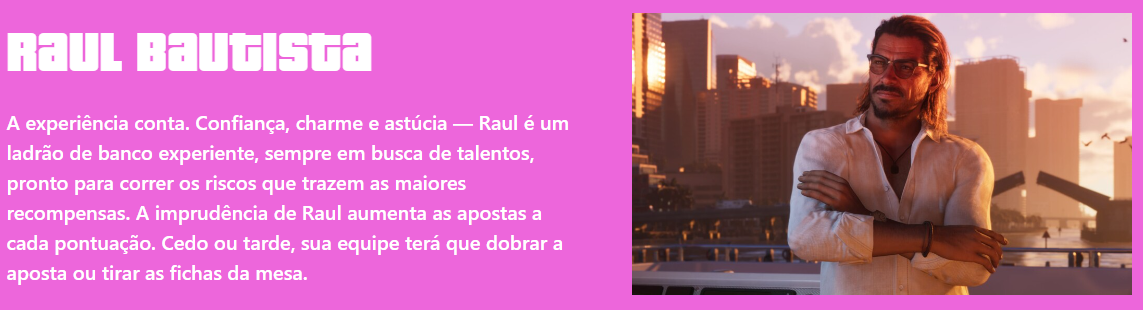 Raul Bautista
A experiência conta. Confiança, charme e astúcia — Raul é um
ladrão de banco experiente, sempre em busca de talentos,
pronto para correr os riscos que trazem as maiores
recompensas. A imprudência de Raul aumenta as apostas a
cada pontuação. Cedo ou tarde, sua equipe terá que dobrar a
aposta ou tirar as fichas da mesa.